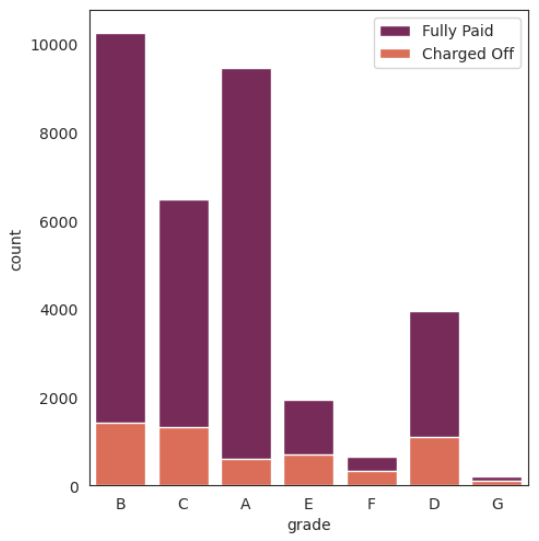 Fully Paid
Charged Off
10000
8000
6000
4000
2000
0
count
B C A E F D G
grade